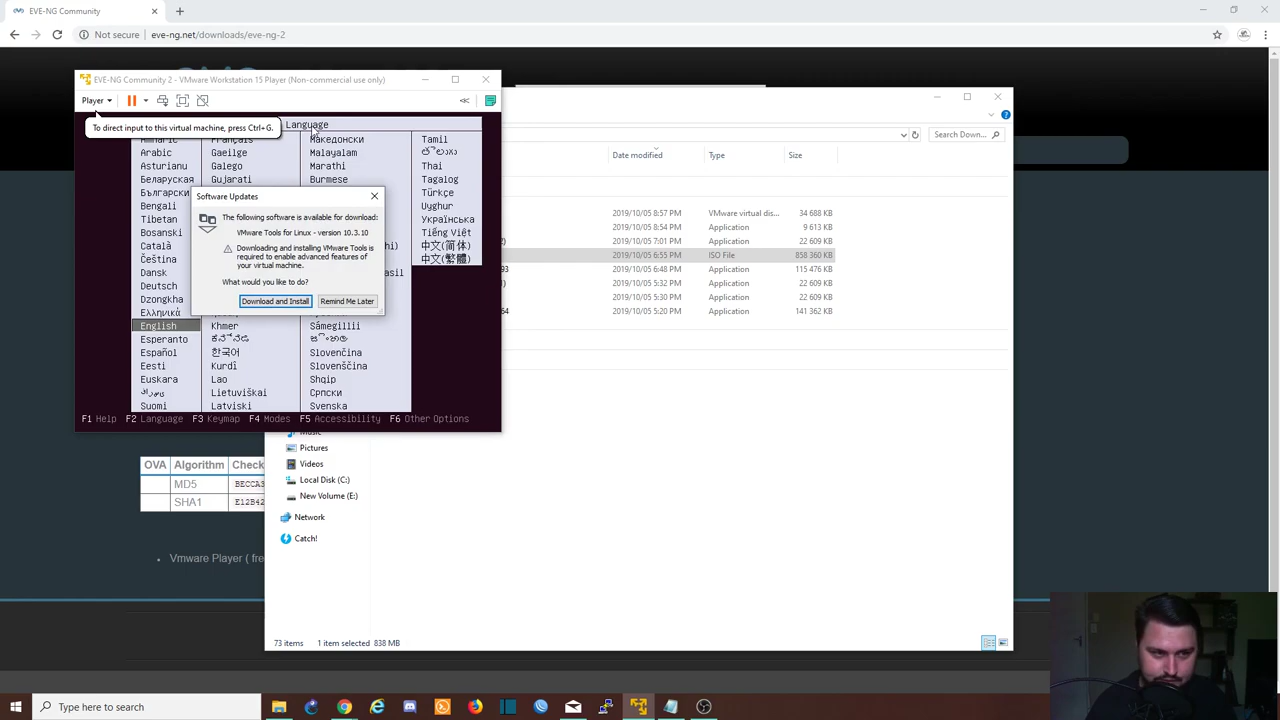 EVE-NG Community
Not secure
eve-ng.net/downloads/eve-ng-2
EVE-NG Community 2 - VMware Workstation 15 Player (Non-commercial use only)
Player
To direct input to this virtual machine, press Ctrl+G.
Language
Arabic
Asturianu
Беларуская
Български
Bengali
Tibetan
Bosanski
Català
Čeština
Dansk
Deutsch
Dzongkha
Ελληνικά
English
Esperanto
Español
Eesti
Euskara
Suomi
Gaeilge
Galego
Gujarati
Khmer
ಕನ್ನಡ
한국어
Kurdî
Lao
Lietuviškai
Latviski
Македонски
Malayalam
Marathi
Burmese
Sámegillii
Slovenčina
Slovenščina
Shqip
Српски
Svenska
Tamil
తెలుగు
Thai
Tagalog
Türkçe
Uyghur
Українська
Tiếng Việt
中文(简体)
中文(繁體)
Software Updates
The following software is available for download:
VMware Tools for Linux - version 10.3.10
Downloading and installing VMware Tools is
required to enable advanced features of
your virtual machine.
What would you like to do?
Download and Install
Remind Me Later
F1 Help F2 Language F3 Keymap F4 Modes F5 Accessibility F6 Other Options
Search Down...
Date modified Type Size
2019/10/05 8:57 PM VMware virtual dis... 34 688 KB
2019/10/05 8:54 PM Application 9 613 KB
2019/10/05 7:01 PM Application 22 609 KB
2019/10/05 6:55 PM ISO File 858 360 KB
2019/10/05 6:48 PM Application 115 476 KB
2019/10/05 5:32 PM Application 22 609 KB
2019/10/05 5:30 PM Application 22 609 KB
2019/10/05 5:20 PM Application 141 362 KB
Pictures
Videos
Local Disk (C:)
New Volume (E:)
Network
Catch!
73 items 1 item selected 838 MB
OVA Algorithm Check
MD5 BECCA3
SHA1 E12B42
Vmware Player ( fre
Type here to search